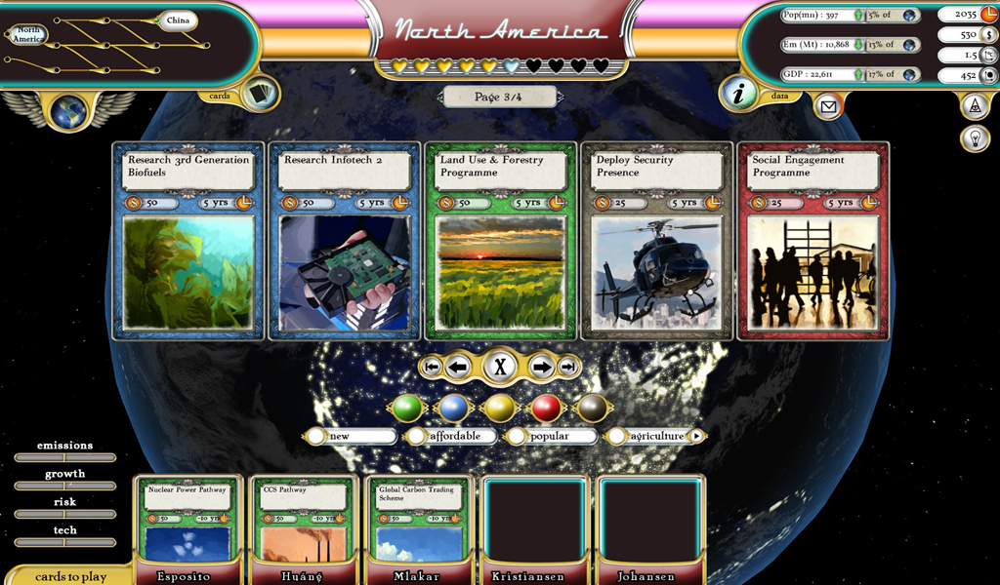 North America
China
North
America
Pop(mn) : 397 5% of
Em (Mt) : 10,868 13% of
GDP : 22,611 17% of
2035
530 $
1.5
452
cards
Page 3/4
i
data
Research 3rd Generation
Biofuels
50 5 yrs
Research Infotech 2
50 5 yrs
Land Use & Forestry
Programme
50 5 yrs
Deploy Security
Presence
25 5 yrs
Social Engagement
Programme
25 5 yrs
X
new
affordable
popular
agriculture
emissions
growth
risk
tech
cards to play
Nuclear Power Pathway
50 -10 yrs
Esposito
CCS Pathway
50 -10 yrs
Huáng
Global Carbon Trading
Scheme
50 -10 yrs
Mlakar
Kristiansen
Johansen